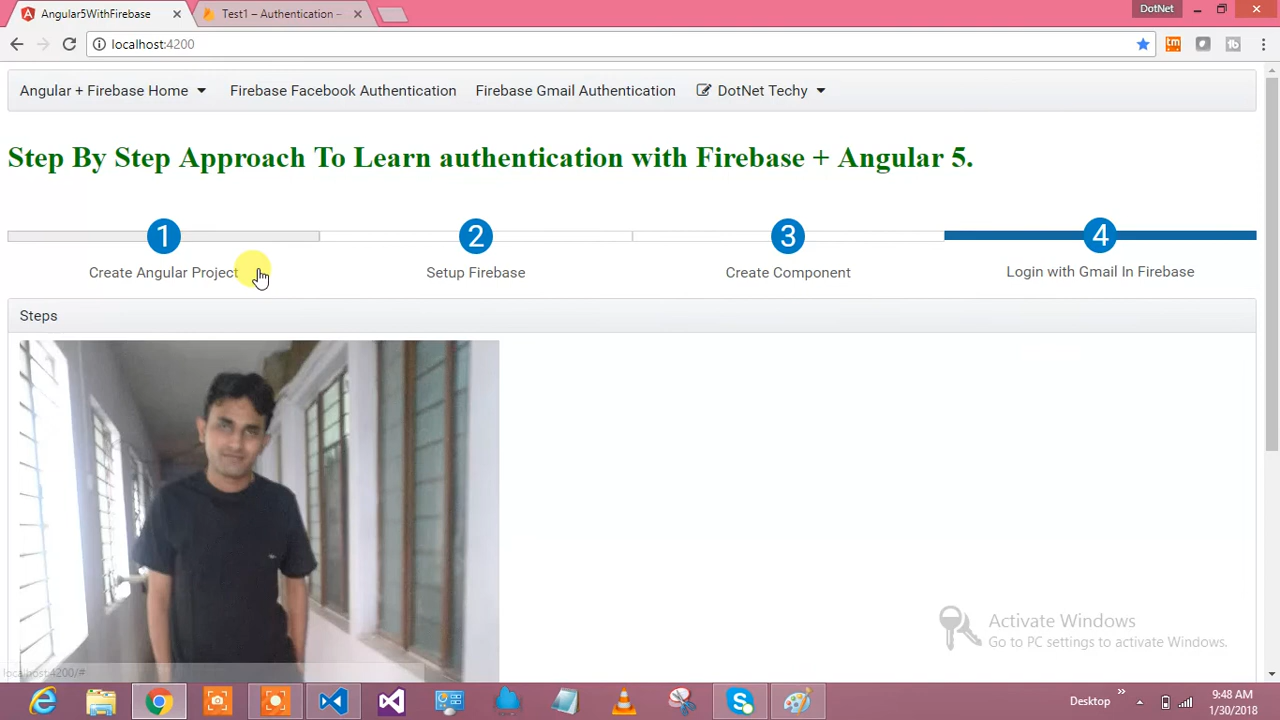 Angular5WithFirebase
Test1 – Authentication –
DotNet
localhost:4200
Angular + Firebase Home
Firebase Facebook Authentication
Firebase Gmail Authentication
DotNet Techy
Step By Step Approach To Learn authentication with Firebase + Angular 5.
1
2
3
4
Create Angular Project
Setup Firebase
Create Component
Login with Gmail In Firebase
Steps
Activate Windows
Go to PC settings to activate Windows.
localhost:4200/#
Desktop
9:48 AM
1/30/2018